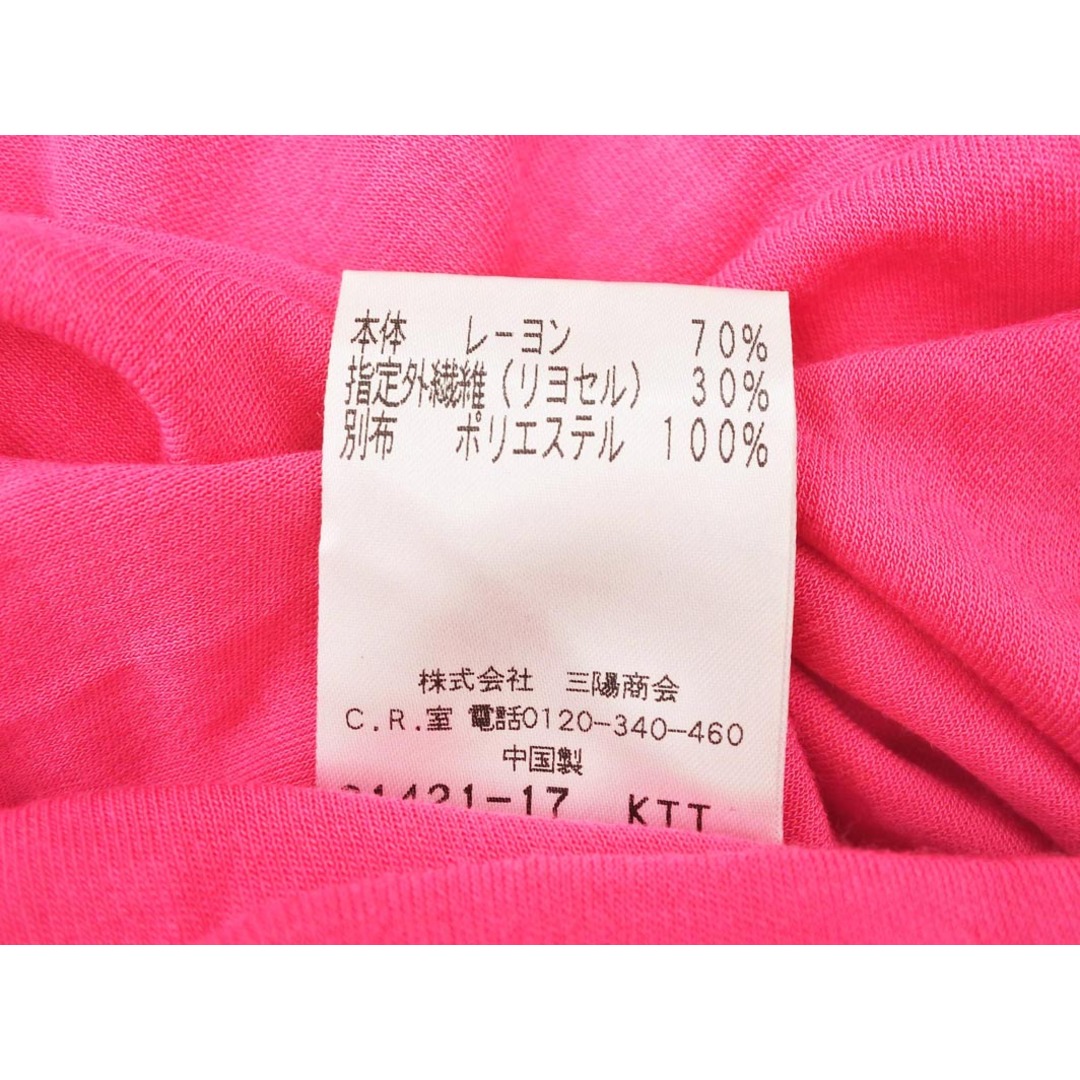 本体 レーヨン 70%
指定外繊維(リヨセル) 30%
別布 ポリエステル 100%
株式会社 三陽商会
C.R.室 電話0120-340-460
中国製
KTT